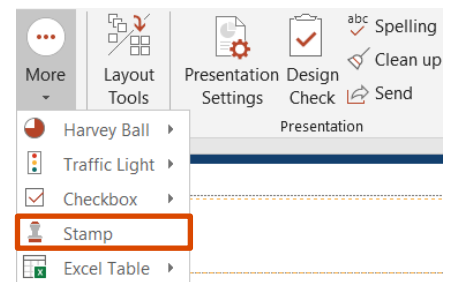 More
Layout
Tools
Presentation
Settings
Design
Check
abc Spelling
Clean up
Send
Presentation
Harvey Ball
Traffic Light
Checkbox
Stamp
Excel Table